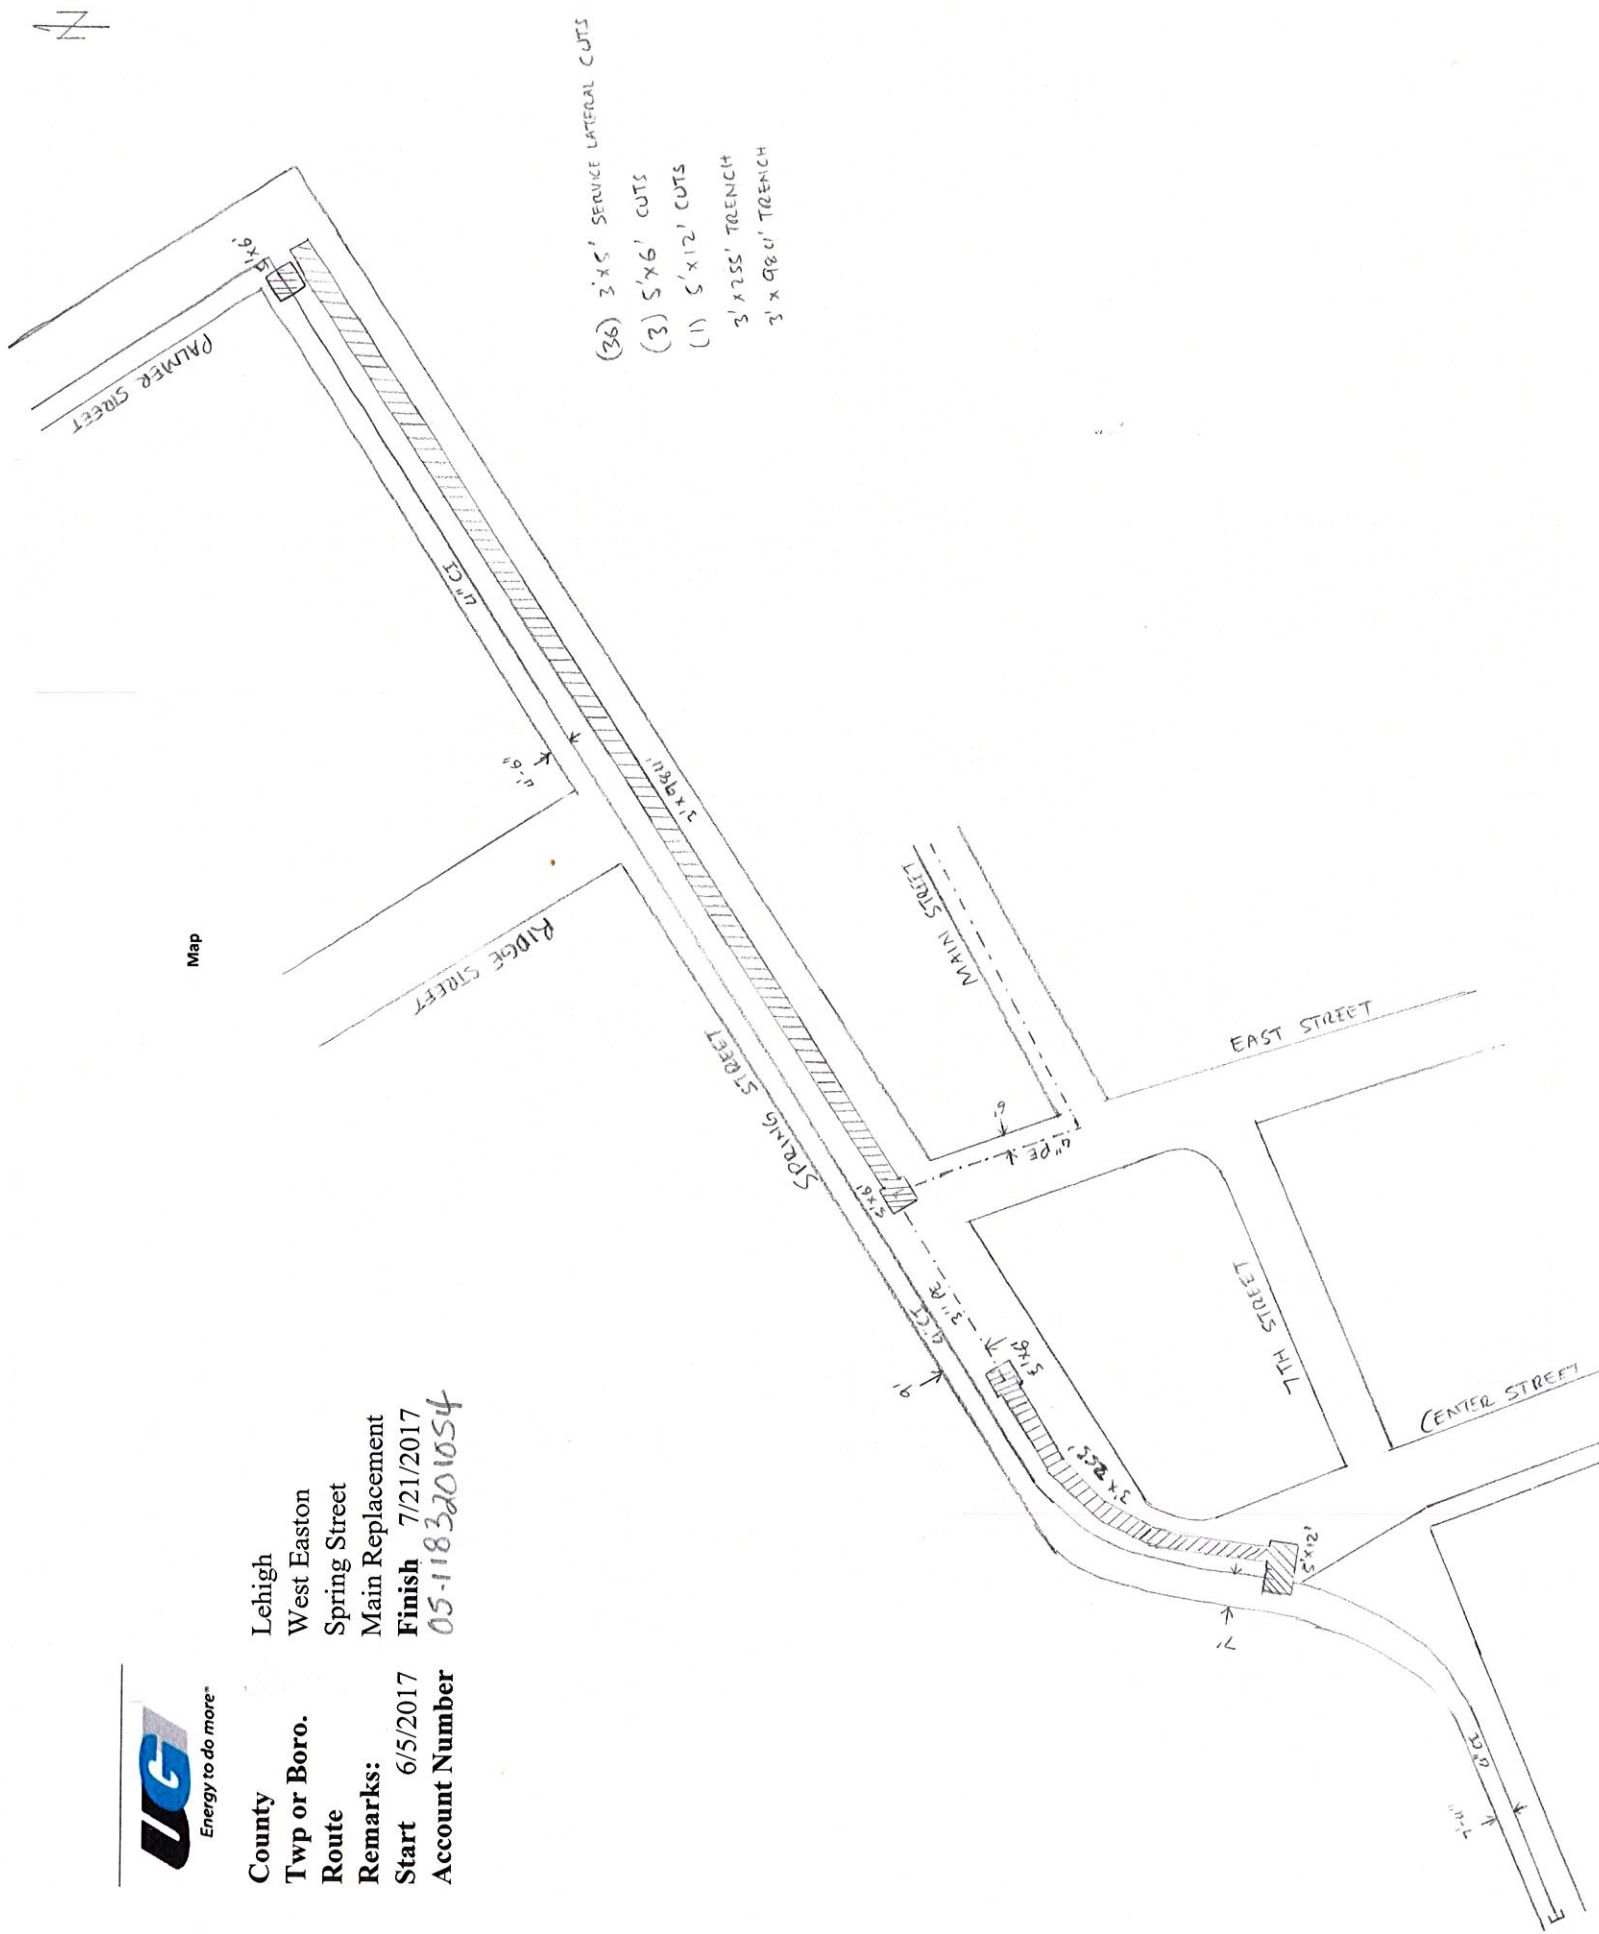 UGI
Energy to do more®
County Lehigh
Twp or Boro. West Easton
Route Spring Street
Remarks: Main Replacement
Start 6/5/2017 Finish 7/21/2017
Account Number 05-1183201054
Map
N
(36) 3'x5' SERVICE LATERAL CUTS
(3) 5'x6' CUTS
(1) 5'x12' CUTS
3'x255' TRENCH
3'x984' TRENCH
PALMER STREET
5'x6'
4" CI
4'-6"
RIDGE STREET
3'x984'
SPRING STREET
MAIN STREET
6'
4" PE
EAST STREET
5'x6'
3" PE
4" CI
9'
7'
5'x6'
3'x255'
7TH STREET
CENTER STREET
5'x12'
7'
7'-4"